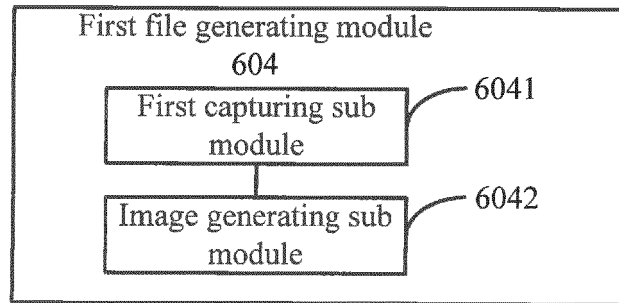 First file generating module
604
First capturing sub
module
6041
Image generating sub
module
6042